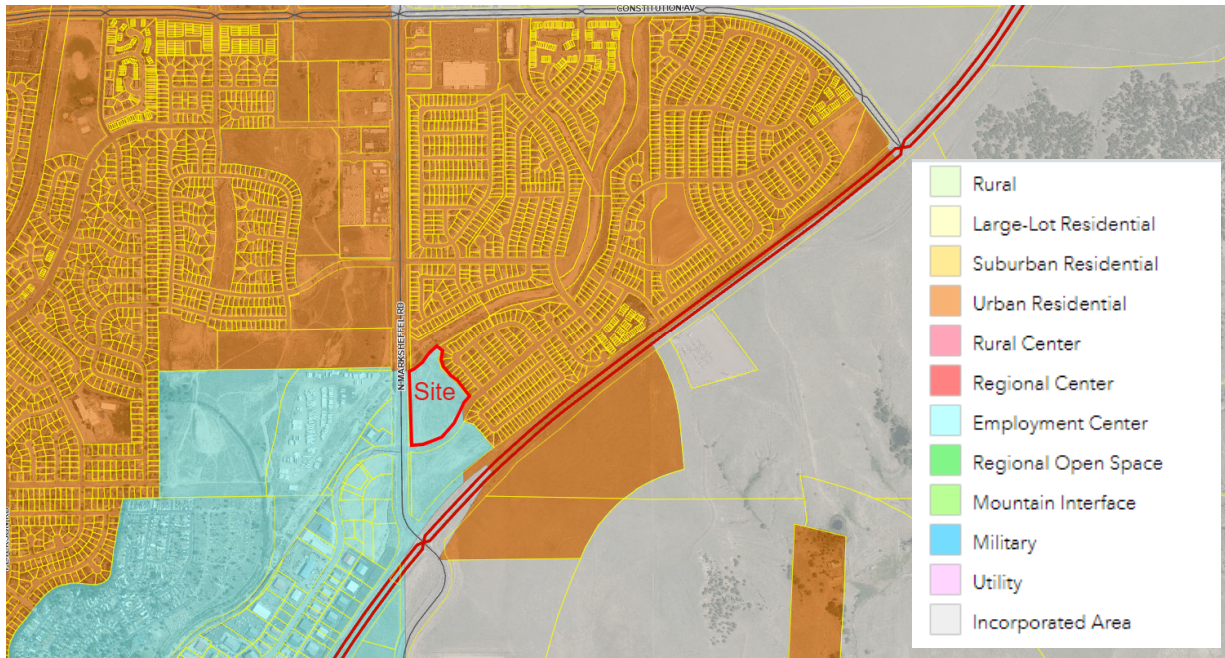 CONSTITUTION AV
N MARKSHEFFEL RD
Site
Rural
Large-Lot Residential
Suburban Residential
Urban Residential
Rural Center
Regional Center
Employment Center
Regional Open Space
Mountain Interface
Military
Utility
Incorporated Area